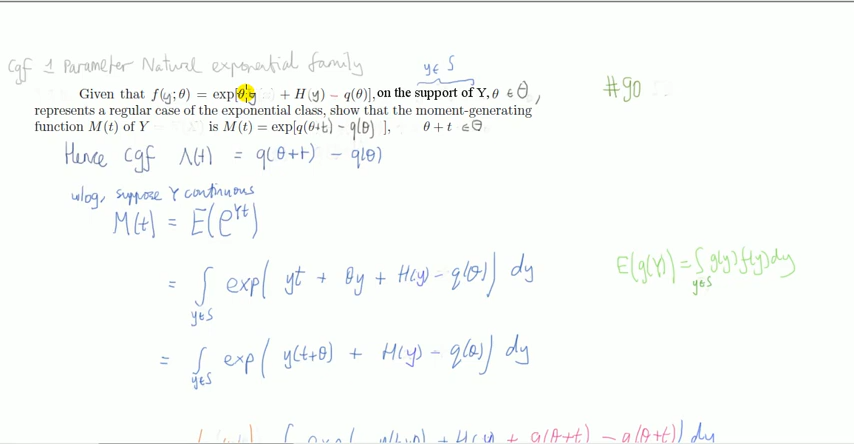 Cgf 1 Parameter Natural exponential family
y∈ S
Given that f(y; θ) = exp[θy + H(y) − q(θ)], on the support of Y, θ ∈ Θ,
#90
represents a regular case of the exponential class, show that the moment-generating
function M(t) of Y is M(t) = exp[q(θ+t) − q(θ) ], θ + t ∈ Θ.
Hence Cgf Λ(t) = q(θ+t) − q(θ)
wlog, suppose Y continuous
M(t) = E(e^{Yt})
= ∫_{y∈S} exp( yt + θy + H(y) − q(θ)) dy
E(g(Y)) = ∫_{y∈S} g(y) f(y) dy
= ∫_{y∈S} exp( y(t+θ) + H(y) − q(θ)) dy
+ H(y) + q(θ+t) − q(θ+t)) dy